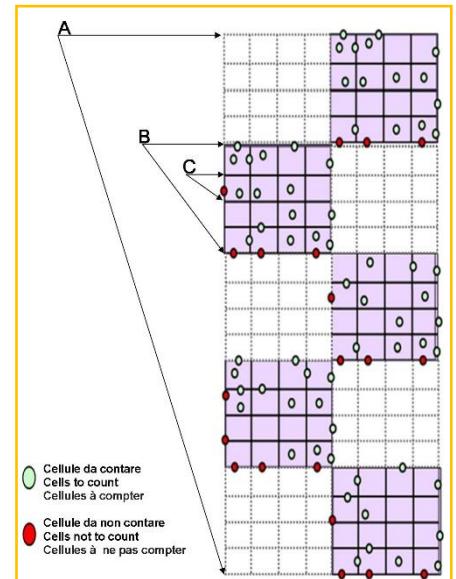 A
B
C
Cellule da contare
Cells to count
Cellules à compter
Cellule da non contare
Cells not to count
Cellules à ne pas compter